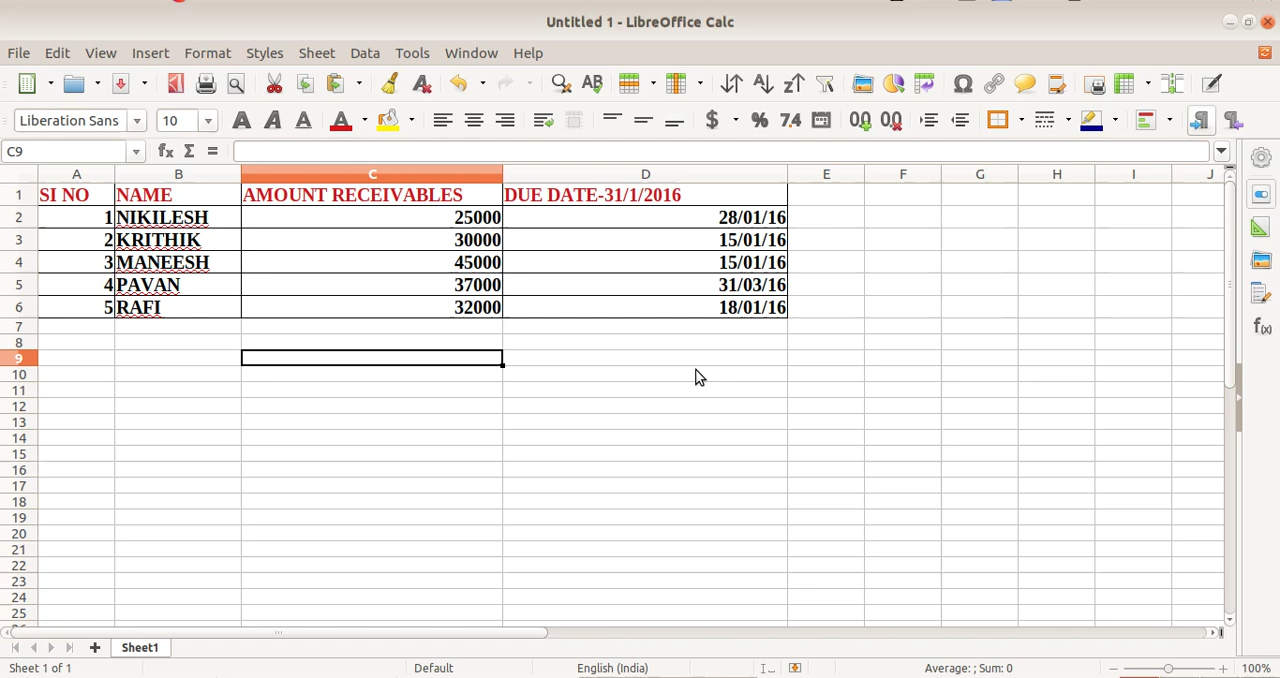 Untitled 1 - LibreOffice Calc
File Edit View Insert Format Styles Sheet Data Tools Window Help
Liberation Sans 10
C9
A B C D E F G H I J
1 SI NO NAME AMOUNT RECEIVABLES DUE DATE-31/1/2016
2 1 NIKILESH 25000 28/01/16
3 2 KRITHIK 30000 15/01/16
4 3 MANEESH 45000 15/01/16
5 4 PAVAN 37000 31/03/16
6 5 RAFI 32000 18/01/16
7
8
9
10
11
12
13
14
15
16
17
18
19
20
21
22
23
24
25
Sheet1
Sheet 1 of 1 Default English (India) Average: ; Sum: 0 100%